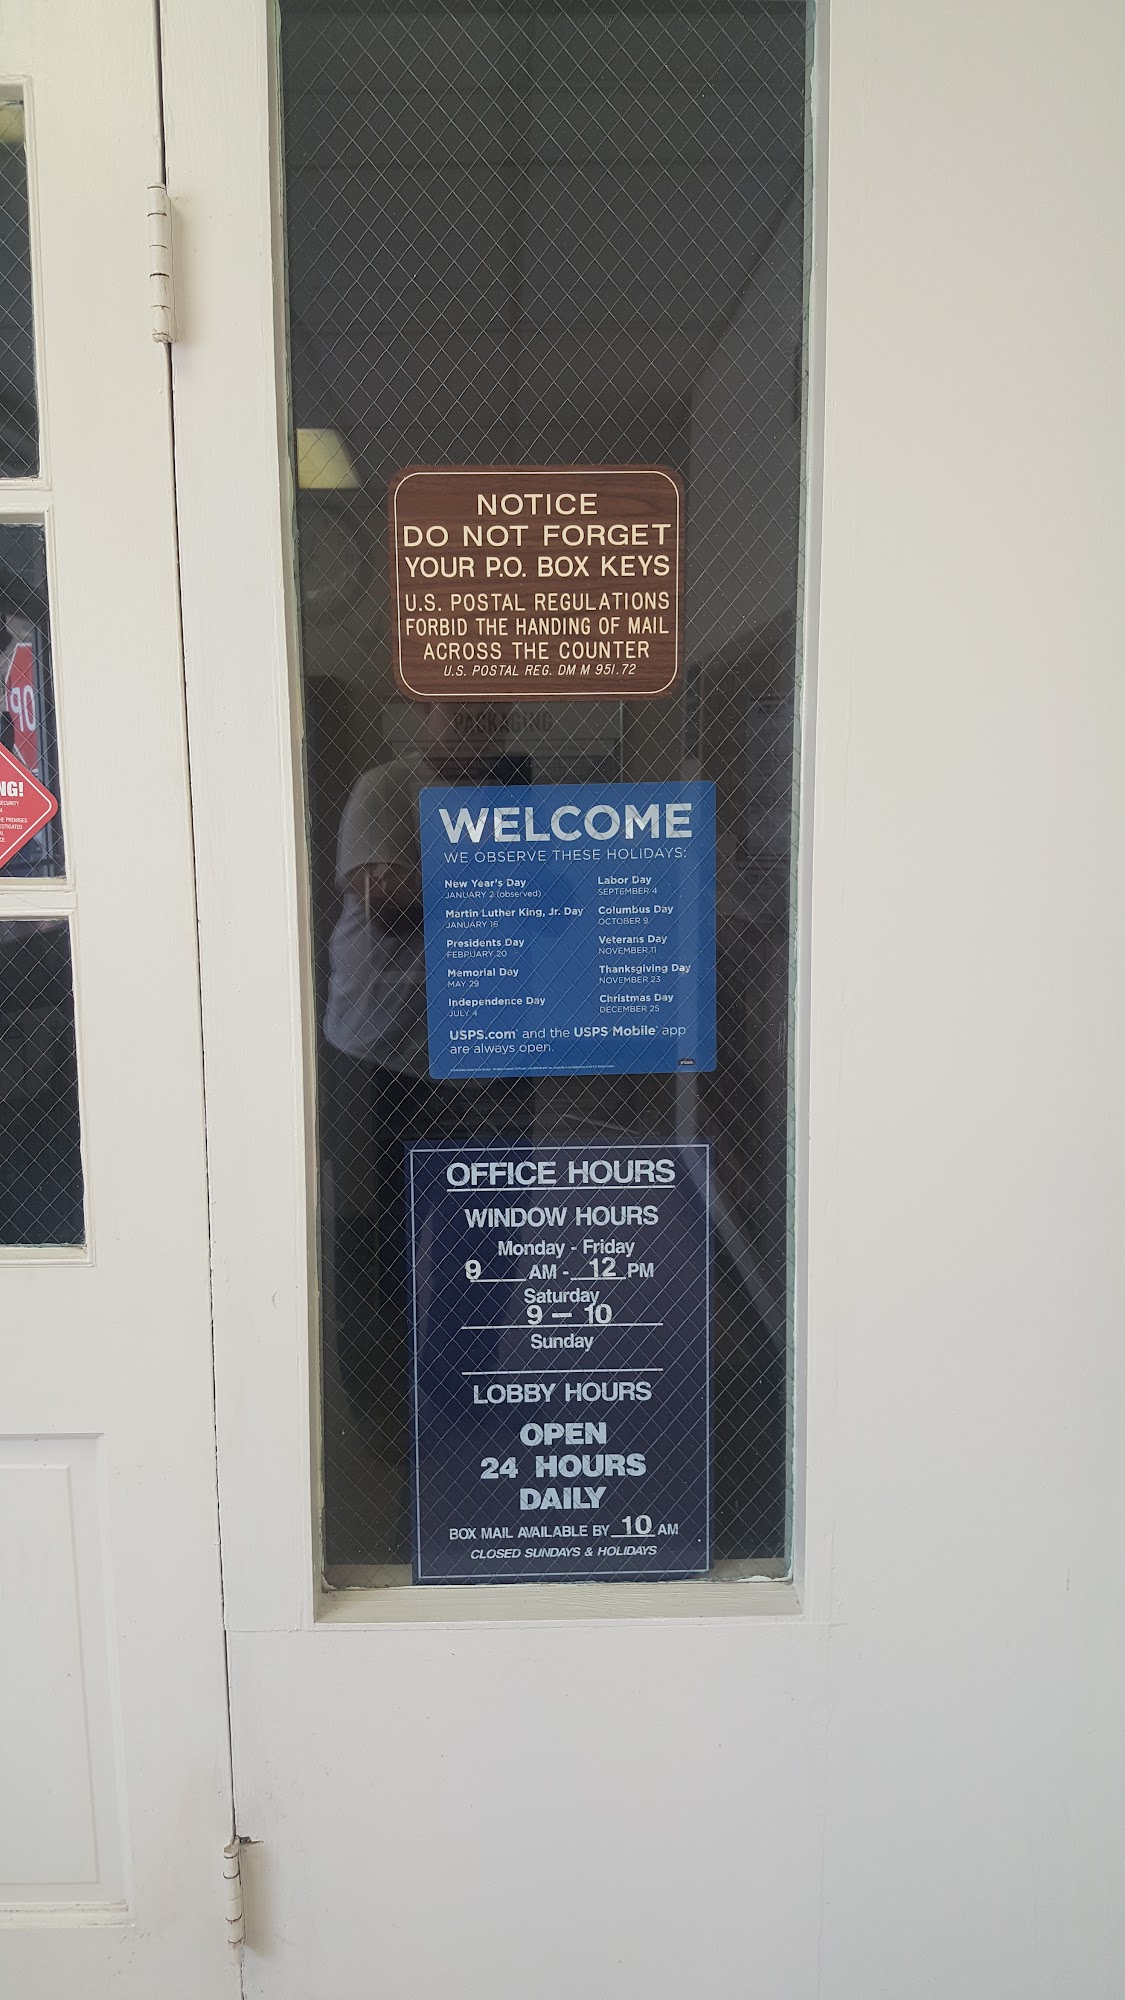 NOTICE
DO NOT FORGET
YOUR P.O. BOX KEYS
U.S. POSTAL REGULATIONS
FORBID THE HANDING OF MAIL
ACROSS THE COUNTER
U.S. POSTAL REG. DM M 951.72
PACKAGING
OP
NG!
SECURITY
WELCOME
WE OBSERVE THESE HOLIDAYS:
New Year's Day
JANUARY 2 (observed)
Martin Luther King, Jr. Day
JANUARY 16
Presidents Day
FEBRUARY 20
Memorial Day
MAY 29
Independence Day
JULY 4
Labor Day
SEPTEMBER 4
Columbus Day
OCTOBER 9
Veterans Day
NOVEMBER 11
Thanksgiving Day
NOVEMBER 23
Christmas Day
DECEMBER 25
USPS.com® and the USPS Mobile® app
are always open.
OFFICE HOURS
WINDOW HOURS
Monday - Friday
9 AM - 12 PM
Saturday
9 — 10
Sunday
LOBBY HOURS
OPEN
24 HOURS
DAILY
BOX MAIL AVAILABLE BY 10 AM
CLOSED SUNDAYS & HOLIDAYS